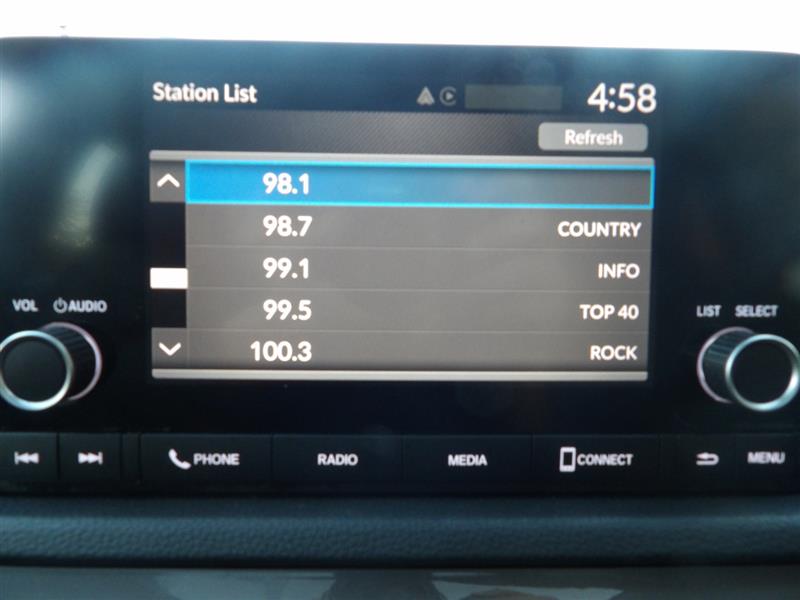 Station List 4:58
Refresh
98.1
98.7 COUNTRY
99.1 INFO
99.5 TOP 40
100.3 ROCK
VOL AUDIO LIST SELECT
PHONE RADIO MEDIA CONNECT MENU